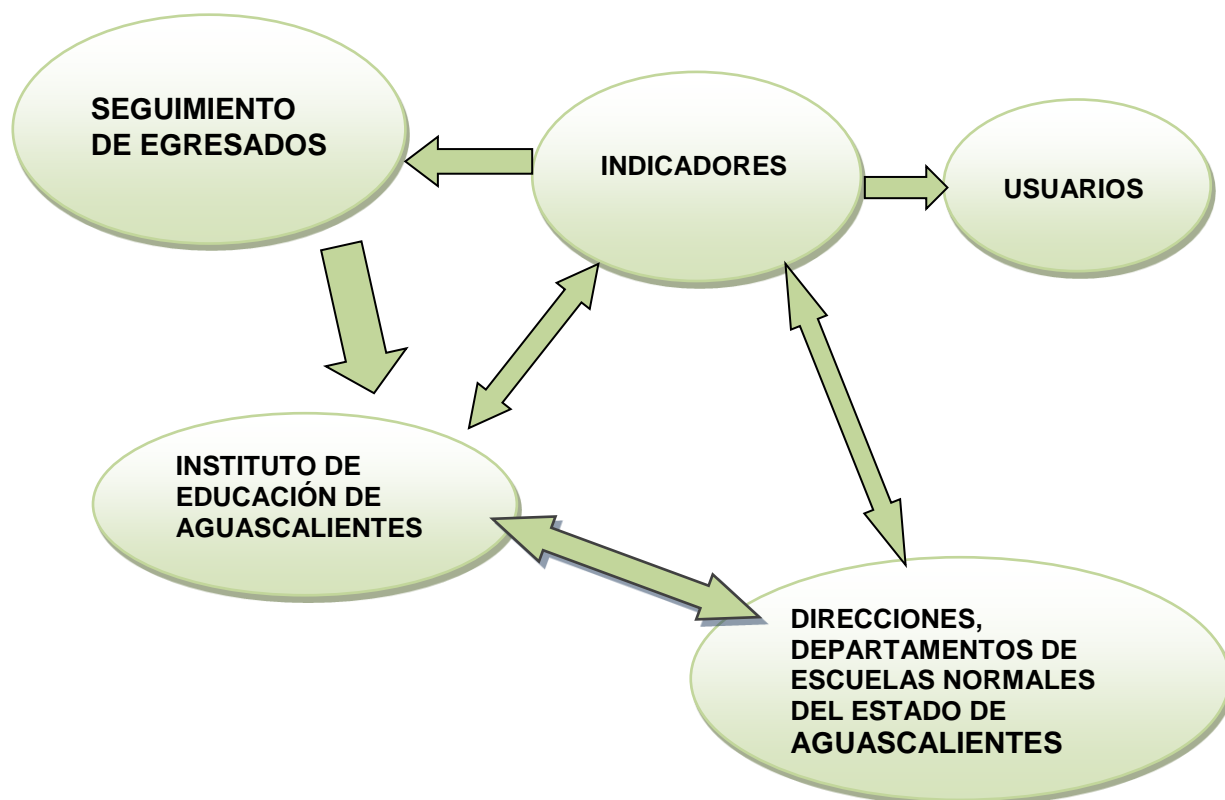 SEGUIMIENTO
DE EGRESADOS
INDICADORES
USUARIOS
INSTITUTO DE
EDUCACIÓN DE
AGUASCALIENTES
DIRECCIONES,
DEPARTAMENTOS DE
ESCUELAS NORMALES
DEL ESTADO DE
AGUASCALIENTES